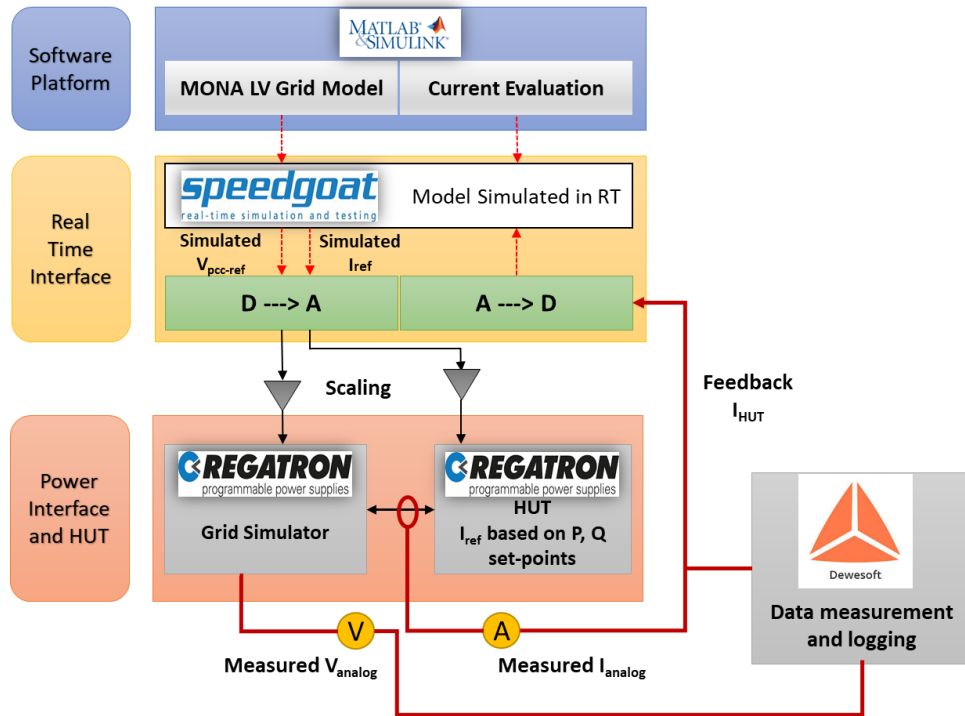 Software
Platform
MATLAB®
&SIMULINK®
MONA LV Grid Model
Current Evaluation
Real
Time
Interface
speedgoat
real-time simulation and testing
Model Simulated in RT
Simulated
Vpcc-ref
Simulated
Iref
D ---> A
A ---> D
Scaling
Feedback
IHUT
Power
Interface
and HUT
REGATRON
programmable power supplies
Grid Simulator
REGATRON
programmable power supplies
HUT
Iref based on P, Q
set-points
Dewesoft
Data measurement
and logging
V
A
Measured Vanalog
Measured Ianalog